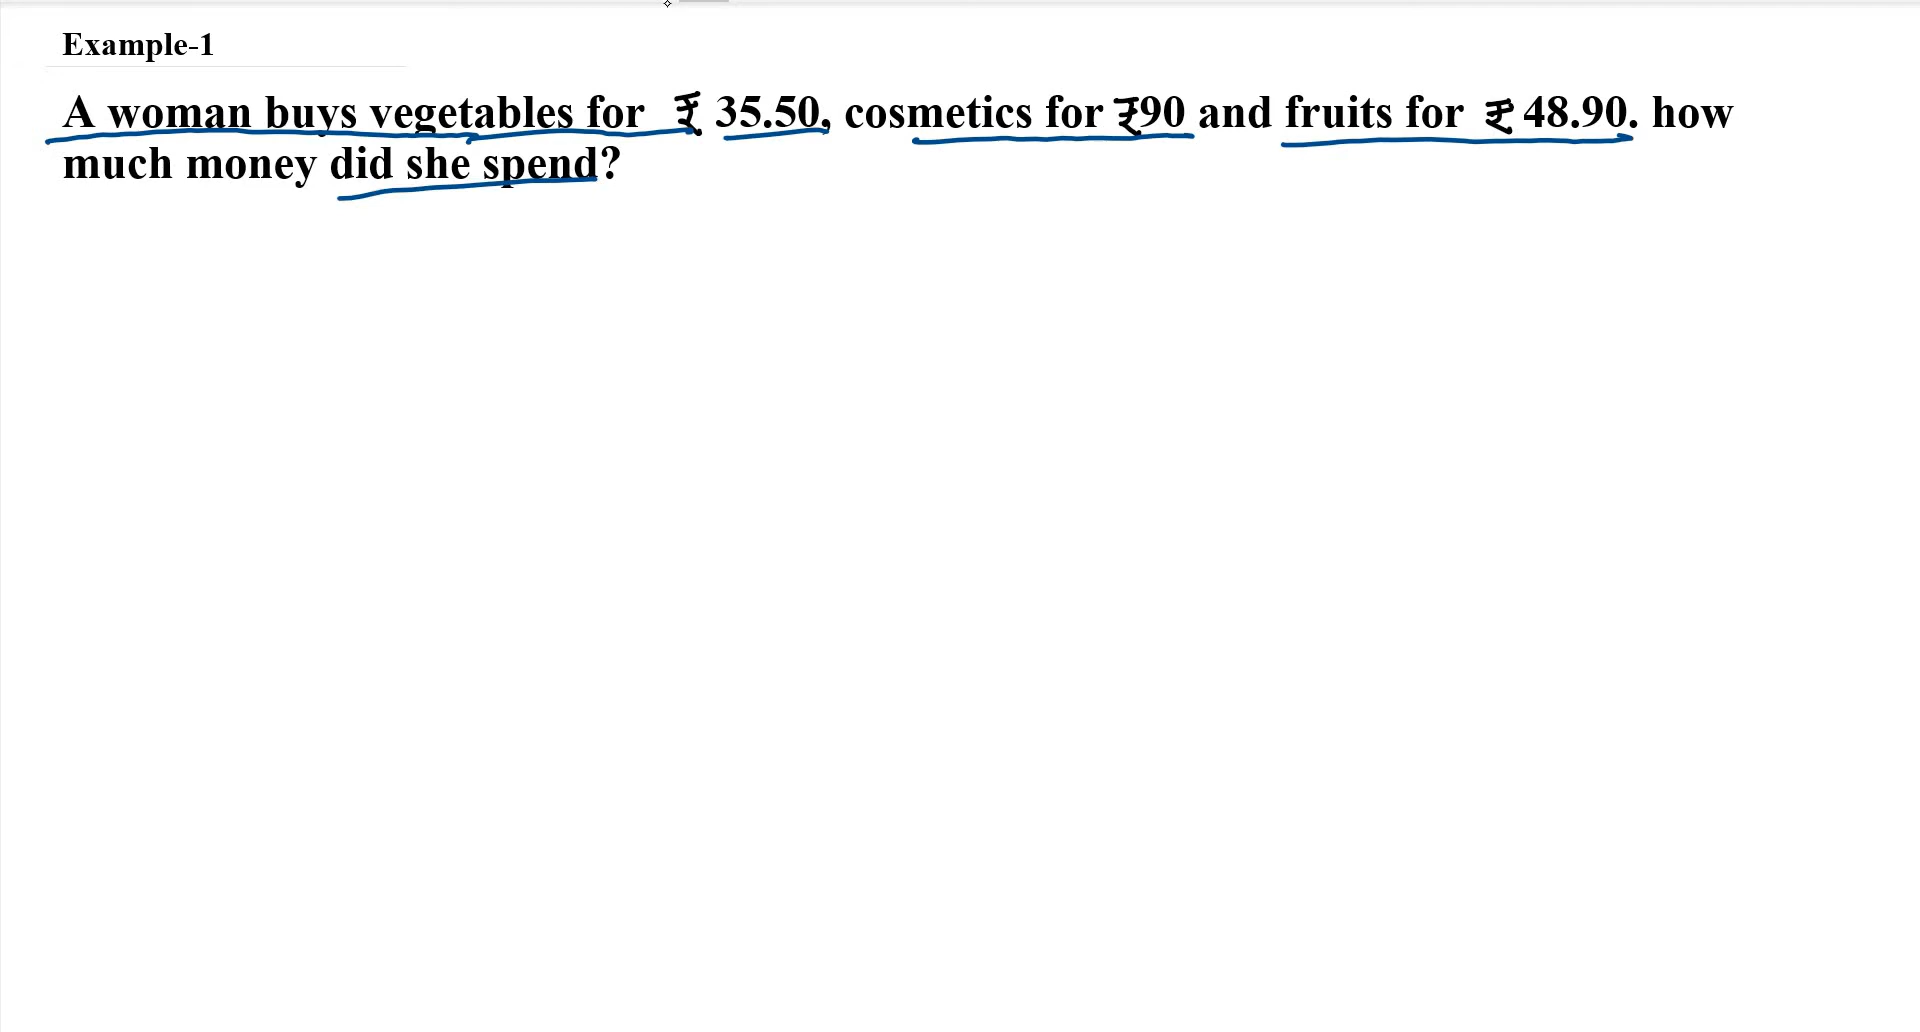 Example-1
A woman buys vegetables for ₹ 35.50, cosmetics for ₹90 and fruits for ₹ 48.90. how
much money did she spend?